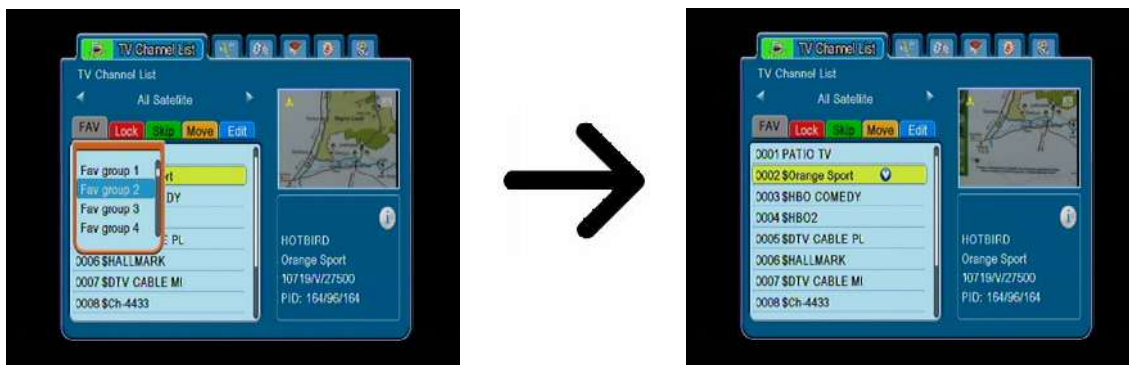 TV Channel List
TV Channel List
All Satellite
FAV Lock Skip Move Edit
Fav group 1
Fav group 2
Fav group 3
Fav group 4
rt
DY
E PL
0006 $HALLMARK
0007 $DTV CABLE MI
0008 $Ch-4433
HOTBIRD
Orange Sport
10719/V/27500
PID: 164/96/164
TV Channel List
TV Channel List
All Satellite
FAV Lock Skip Move Edit
0001 PATIO TV
0002 $Orange Sport
0003 $HBO COMEDY
0004 $HBO2
0005 $DTV CABLE PL
0006 $HALLMARK
0007 $DTV CABLE MI
0008 $Ch-4433
HOTBIRD
Orange Sport
10719/V/27500
PID: 164/96/164